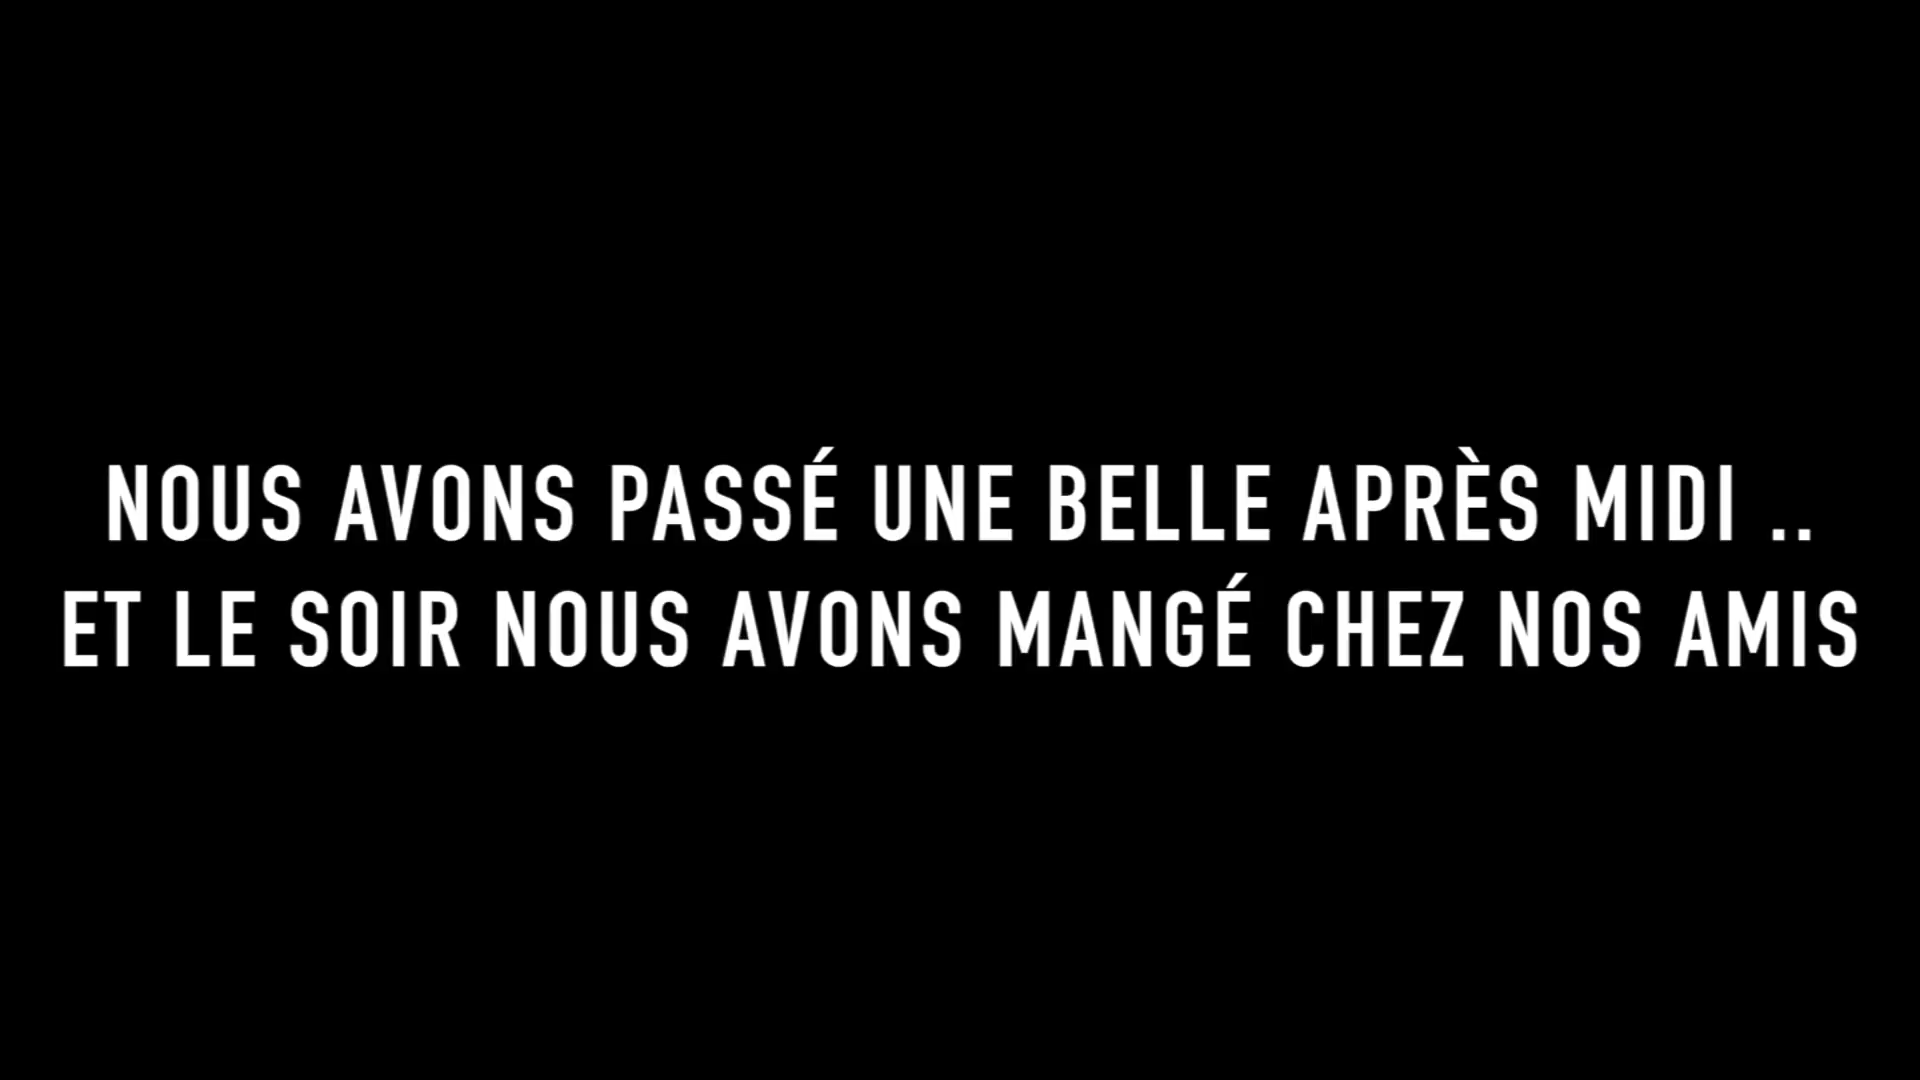 NOUS AVONS PASSÉ UNE BELLE APRÈS MIDI ..
ET LE SOIR NOUS AVONS MANGÉ CHEZ NOS AMIS